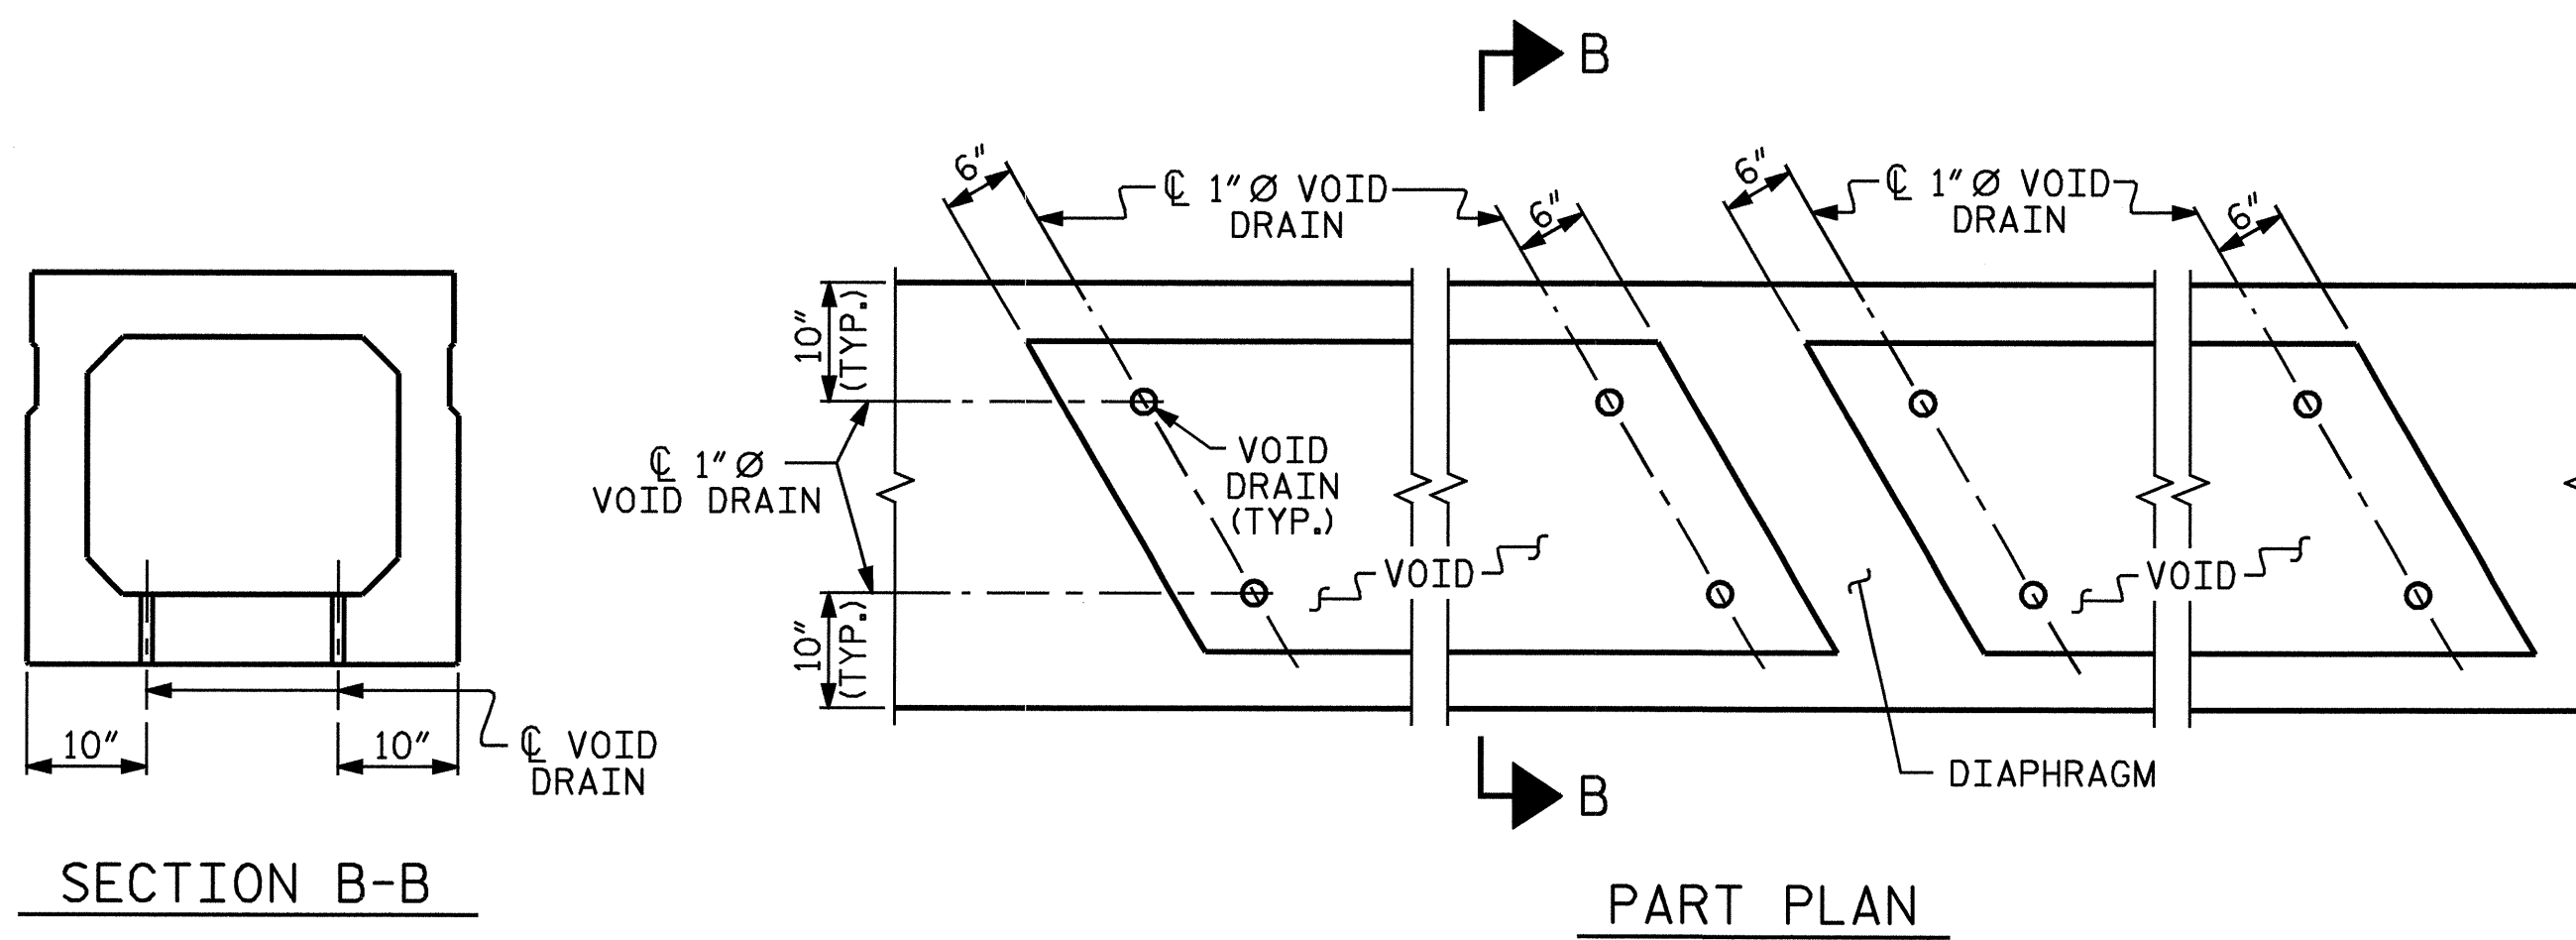 B
6"
℄ 1" Ø VOID
DRAIN
6"
6"
℄ 1" Ø VOID
DRAIN
6"
10"
(TYP.)
℄ 1" Ø
VOID DRAIN
VOID
DRAIN
(TYP.)
VOID
VOID
10"
(TYP.)
10"
10"
℄ VOID
DRAIN
DIAPHRAGM
B
SECTION B-B
PART PLAN